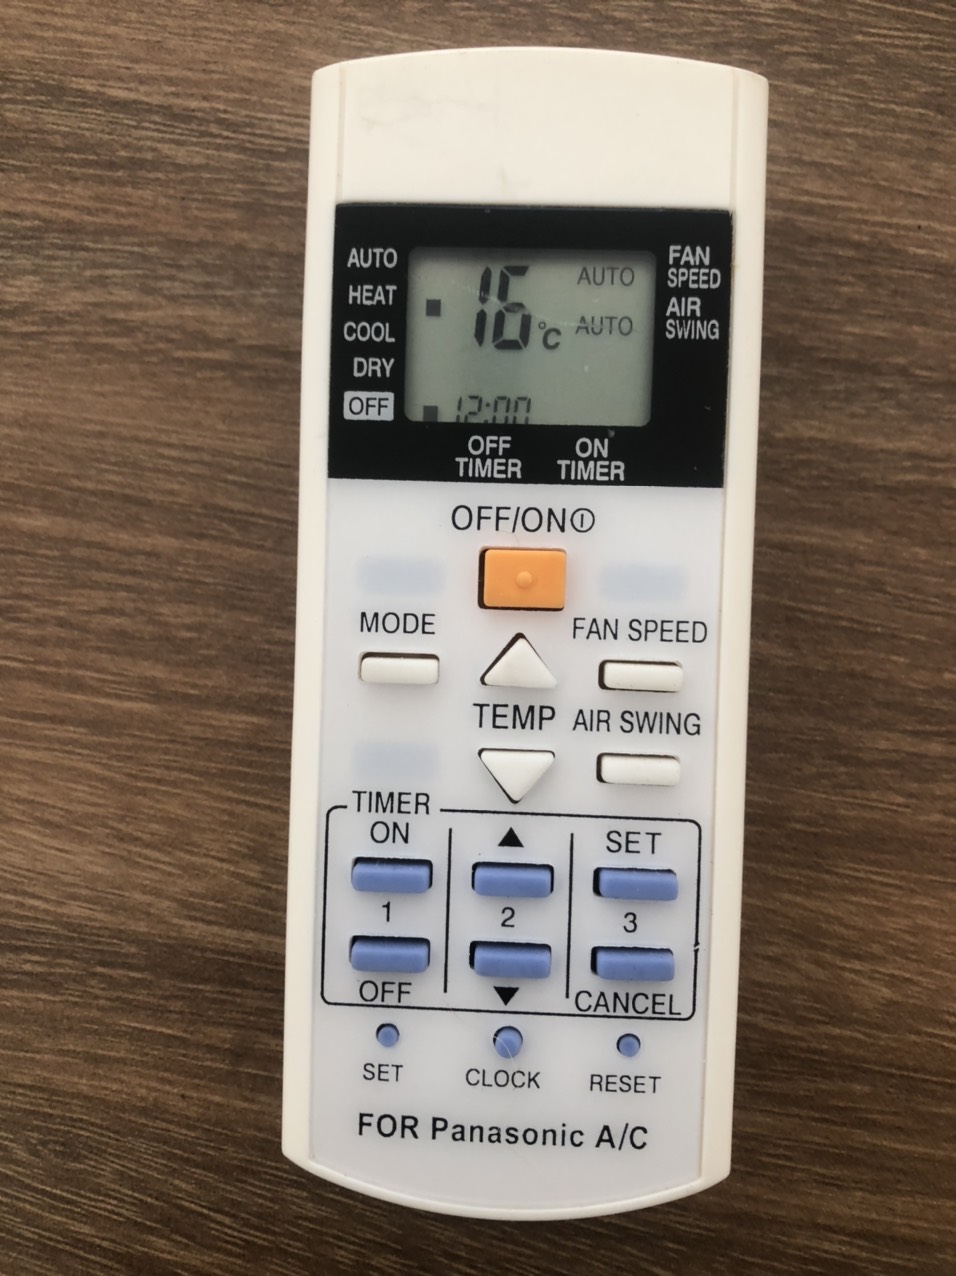 AUTO
HEAT
COOL
DRY
OFF
16°C
AUTO
AUTO
12:00
FAN
SPEED
AIR
SWING
OFF
TIMER
ON
TIMER
OFF/ON
MODE
FAN SPEED
TEMP
AIR SWING
TIMER
ON
▲
SET
1
2
3
OFF
▼
CANCEL
SET
CLOCK
RESET
FOR Panasonic A/C